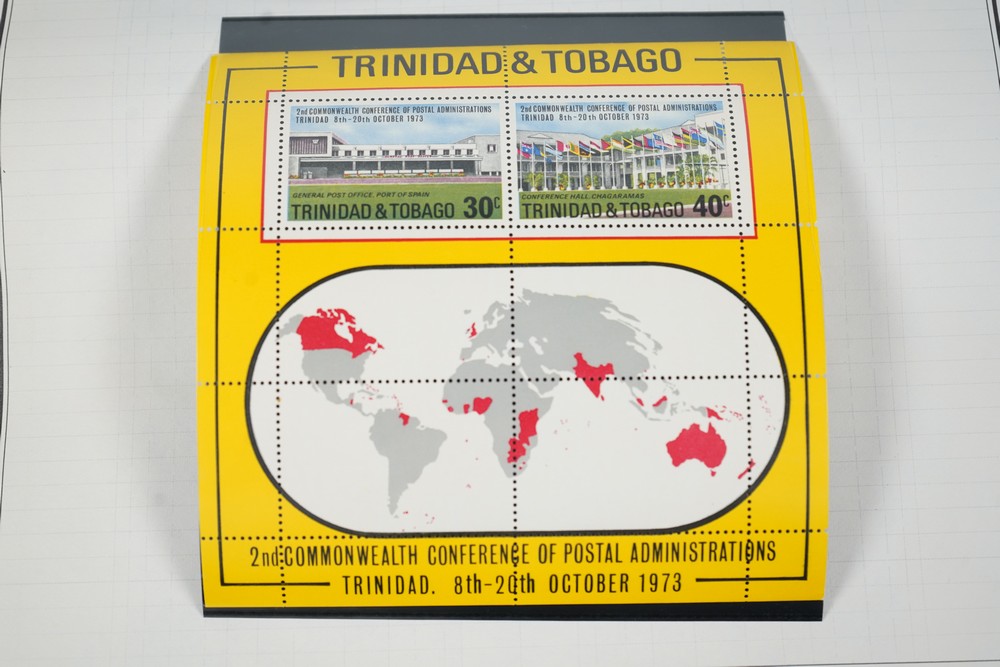 TRINIDAD & TOBAGO
2nd COMMONWEALTH CONFERENCE OF POSTAL ADMINISTRATIONS
TRINIDAD 8th-20th OCTOBER 1973
GENERAL POST OFFICE, PORT OF SPAIN
TRINIDAD & TOBAGO 30c
2nd COMMONWEALTH CONFERENCE OF POSTAL ADMINISTRATIONS
TRINIDAD 8th-20th OCTOBER 1973
CONFERENCE HALL, CHAGARAMAS
TRINIDAD & TOBAGO 40c
2nd COMMONWEALTH CONFERENCE OF POSTAL ADMINISTRATIONS
TRINIDAD. 8th-20th OCTOBER 1973